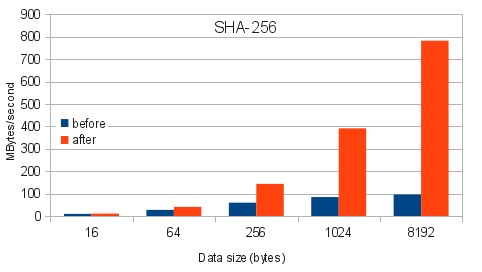 SHA-256
900
800
700
600
500
400
300
200
100
0
MBytes/second
before
after
16 64 256 1024 8192
Data size (bytes)